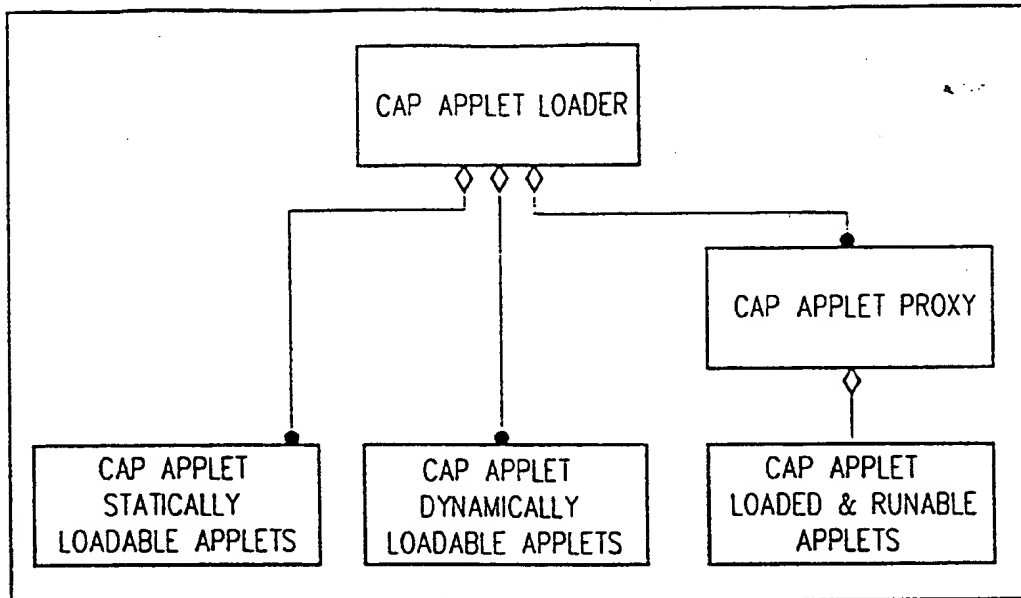 CAP APPLET LOADER
CAP APPLET PROXY
CAP APPLET
STATICALLY
LOADABLE APPLETS
CAP APPLET
DYNAMICALLY
LOADABLE APPLETS
CAP APPLET
LOADED & RUNABLE
APPLETS